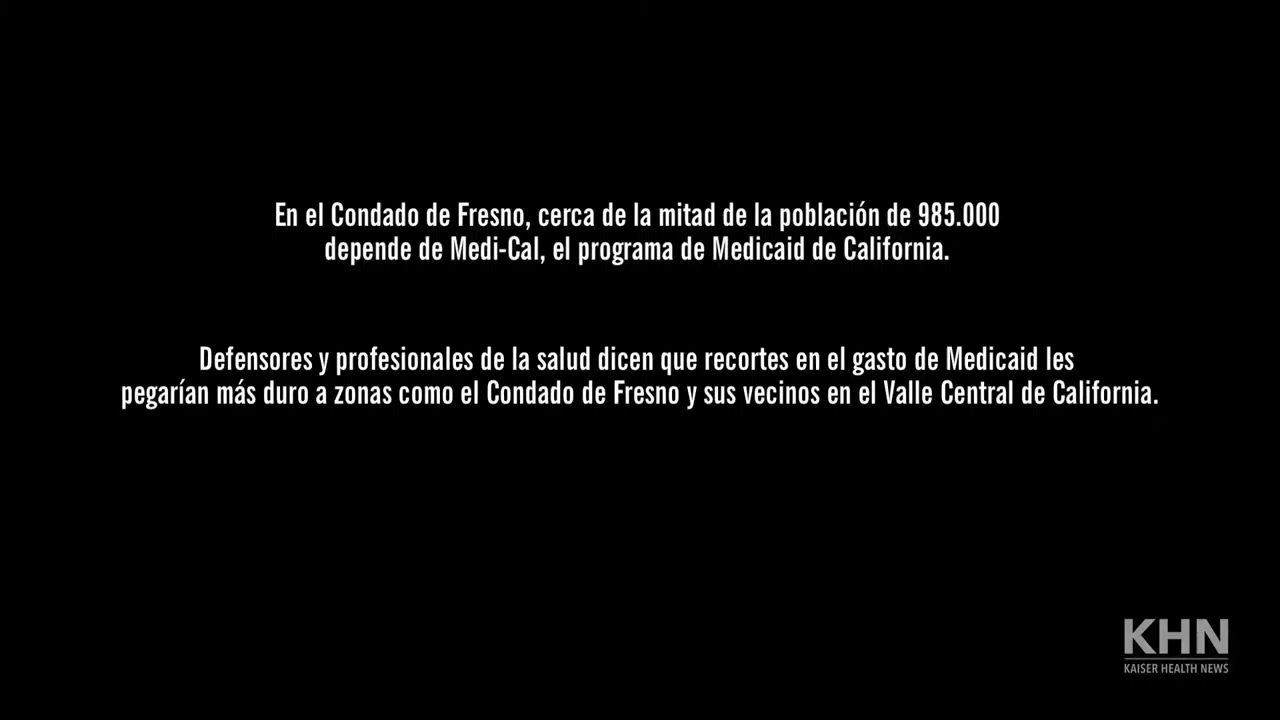 En el Condado de Fresno, cerca de la mitad de la población de 985.000
depende de Medi-Cal, el programa de Medicaid de California.
Defensores y profesionales de la salud dicen que recortes en el gasto de Medicaid les
pegarían más duro a zonas como el Condado de Fresno y sus vecinos en el Valle Central de California.
KHN
KAISER HEALTH NEWS